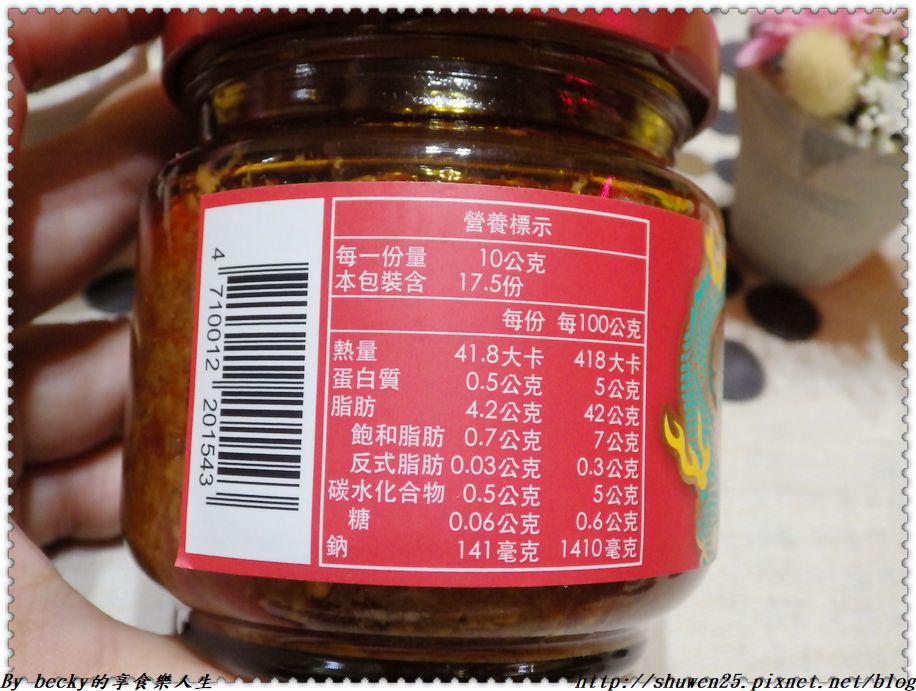 營養標示
每一份量 10公克
本包裝含 17.5份
每份 每100公克
熱量 41.8大卡 418大卡
蛋白質 0.5公克 5公克
脂肪 4.2公克 42公克
飽和脂肪 0.7公克 7公克
反式脂肪 0.03公克 0.3公克
碳水化合物 0.5公克 5公克
糖 0.06公克 0.6公克
鈉 141毫克 1410毫克
4 710012 201543
By becky的享食樂人生
http://shuwen25.pixnet.net/blog